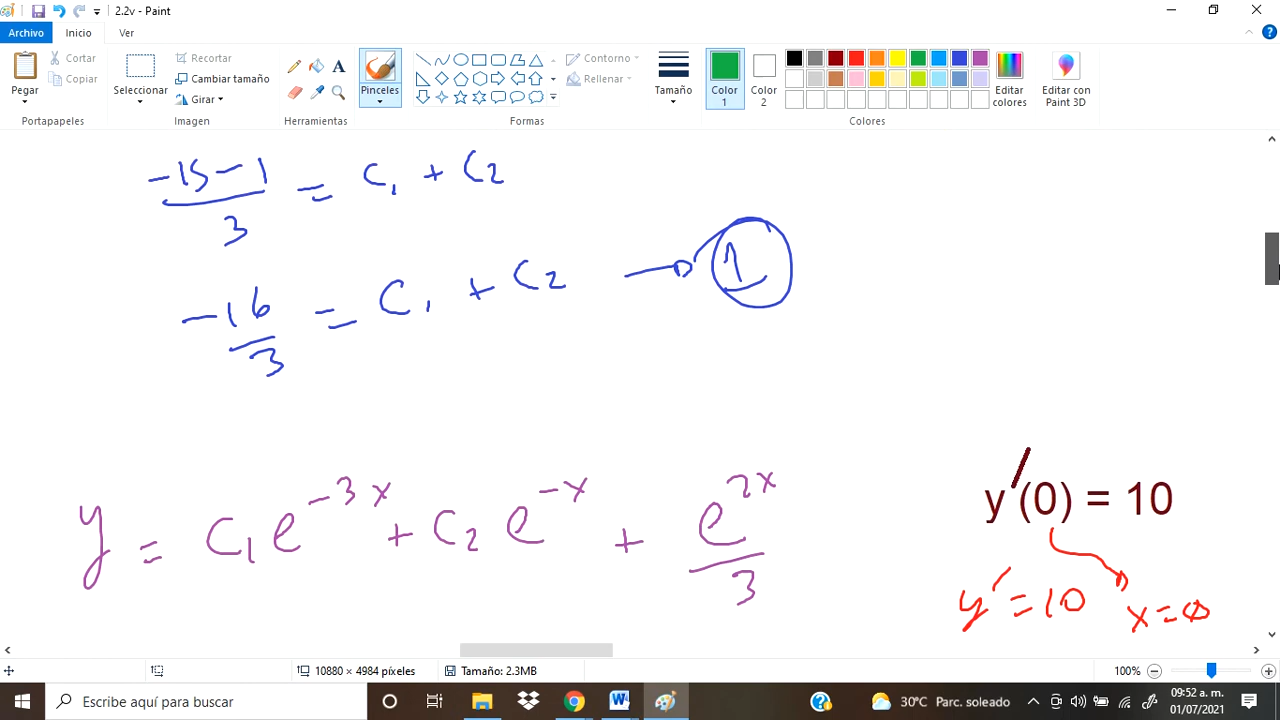 2.2v - Paint
Archivo Inicio Ver
Pegar Cortar Copiar Seleccionar Recortar Cambiar tamaño Girar A Pinceles Contorno Rellenar Tamaño Color 1 Color 2 Editar colores Editar con Paint 3D
Portapapeles Imagen Herramientas Formas Colores
-15-1/3 = C₁ + C₂
-16/3 = C₁ + C₂ → 1
y = C₁e^(-3x) + C₂e^(-x) + e^(2x)/3
y′(0) = 10
y′=10 x=0
10880 × 4984 píxeles Tamaño: 2.3MB 100%
Escribe aquí para buscar 30°C Parc. soleado 09:52 a. m.
01/07/2021